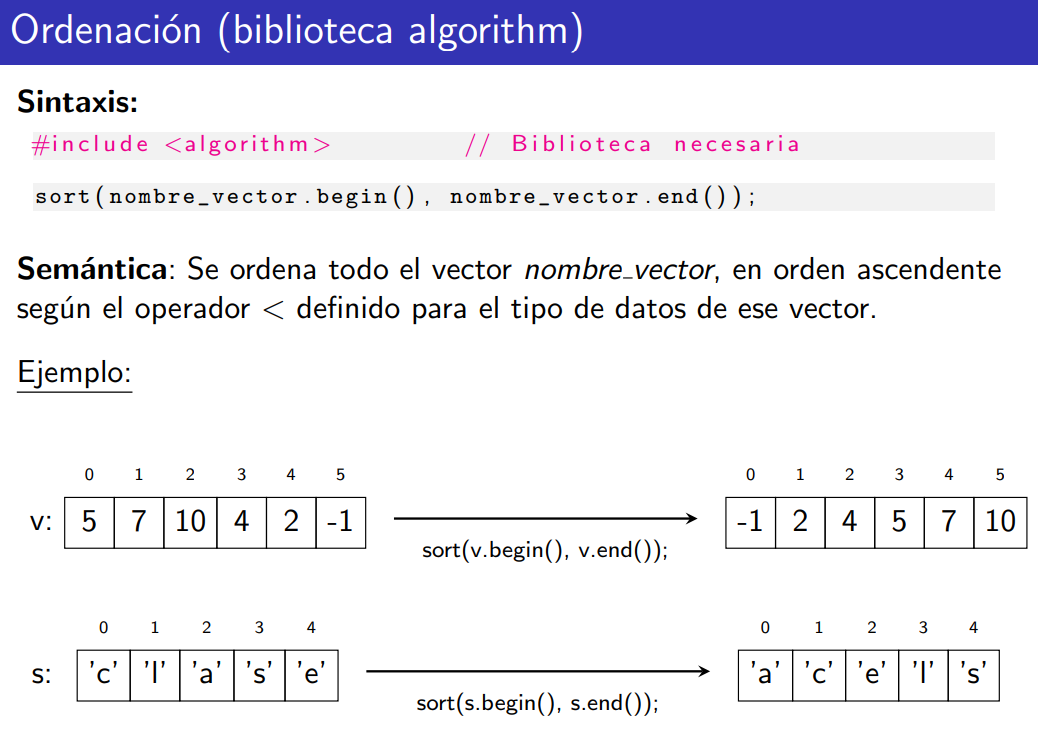 Ordenación (biblioteca algorithm)
Sintaxis:
#include <algorithm> // Biblioteca necesaria
sort(nombre_vector.begin(), nombre_vector.end());
Semántica: Se ordena todo el vector nombre_vector, en orden ascendente
según el operador < definido para el tipo de datos de ese vector.
Ejemplo:
0 1 2 3 4 5 0 1 2 3 4 5
v: 5 7 10 4 2 -1 -1 2 4 5 7 10
sort(v.begin(), v.end());
0 1 2 3 4 0 1 2 3 4
s: 'c' 'l' 'a' 's' 'e' 'a' 'c' 'e' 'l' 's'
sort(s.begin(), s.end());